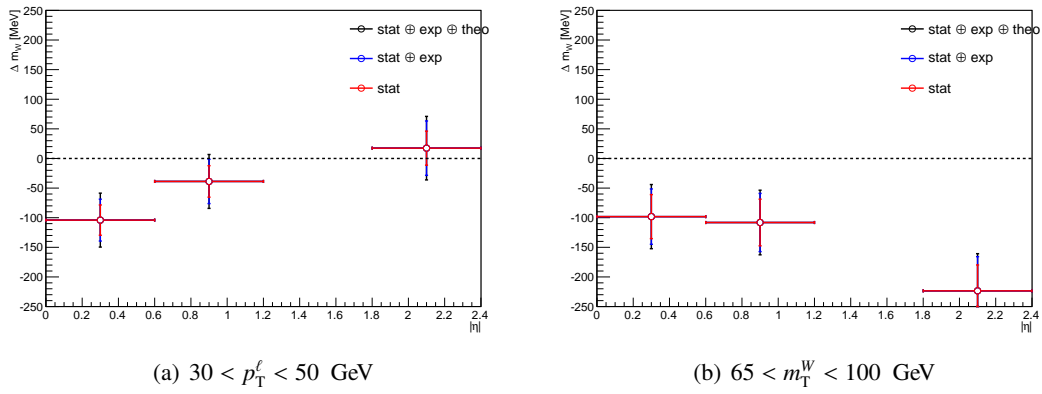 Δ m_W [MeV]
250
200
150
100
50
0
-50
-100
-150
-200
-250
stat ⊕ exp ⊕ theo
stat ⊕ exp
stat
0 0.2 0.4 0.6 0.8 1 1.2 1.4 1.6 1.8 2 2.2 2.4
|η|
(a) 30 < p_T^ℓ < 50 GeV
Δ m_W [MeV]
250
200
150
100
50
0
-50
-100
-150
-200
-250
stat ⊕ exp ⊕ theo
stat ⊕ exp
stat
0 0.2 0.4 0.6 0.8 1 1.2 1.4 1.6 1.8 2 2.2 2.4
|η|
(b) 65 < m_T^W < 100 GeV